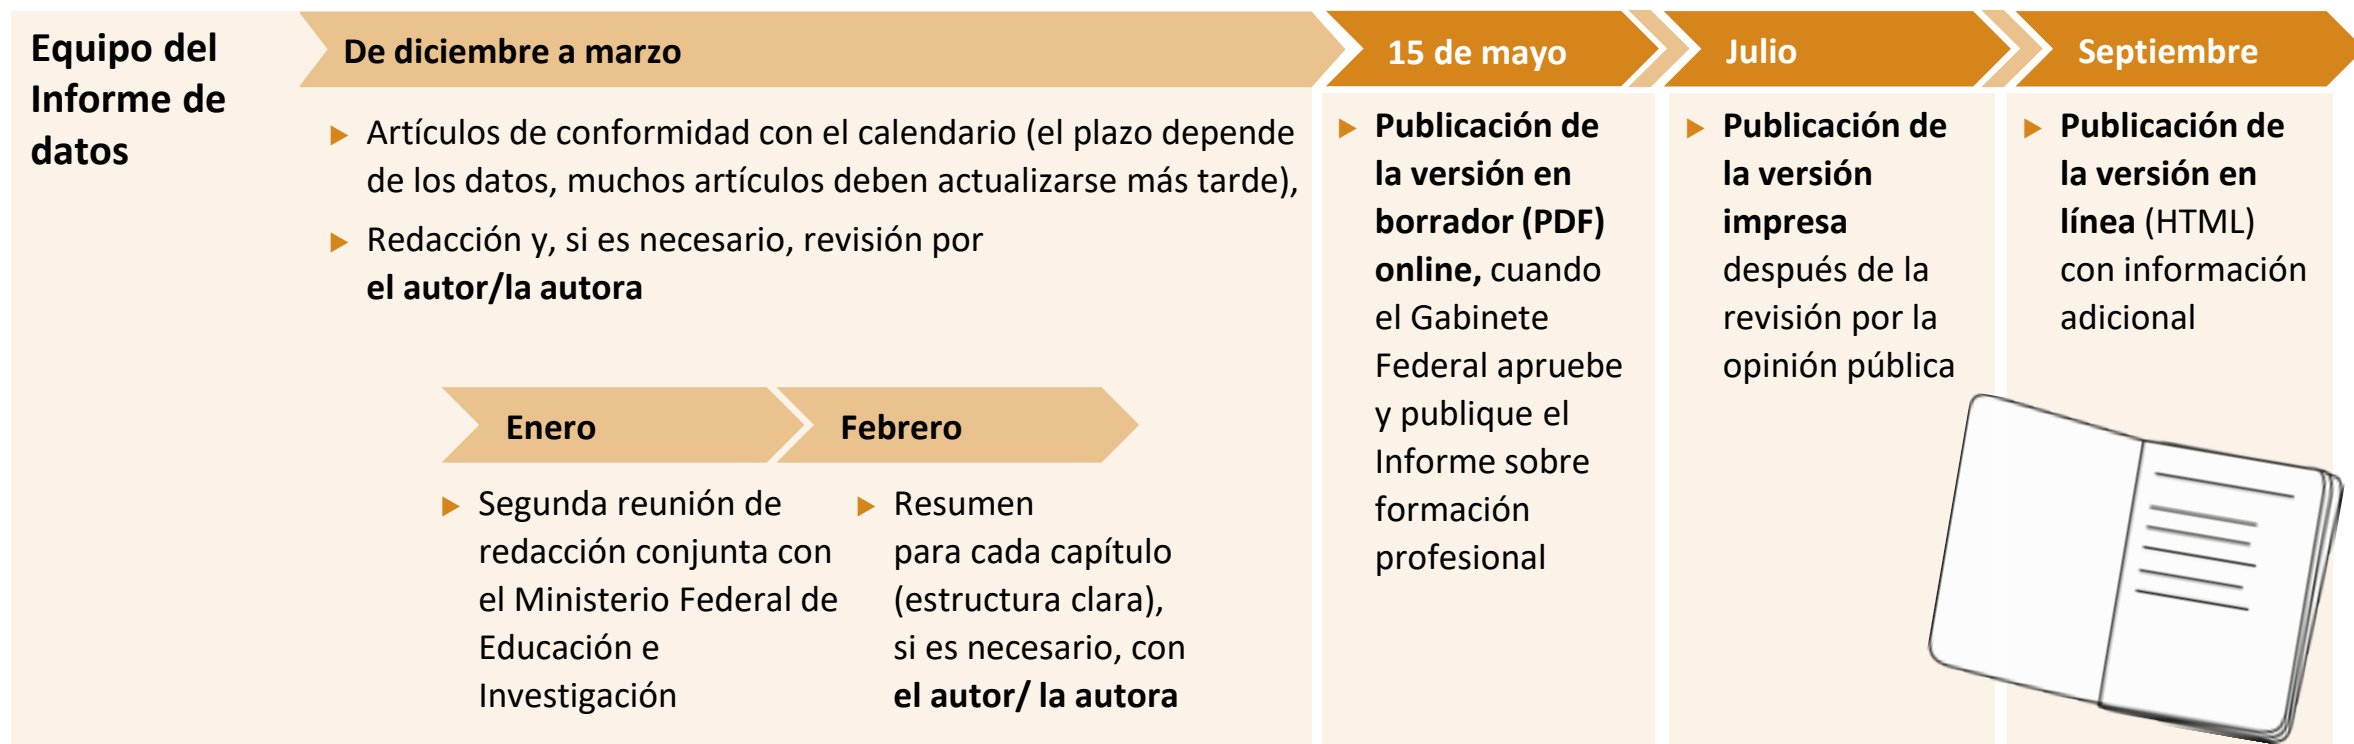 Equipo del
Informe de
datos
De diciembre a marzo
Artículos de conformidad con el calendario (el plazo depende
de los datos, muchos artículos deben actualizarse más tarde),
Redacción y, si es necesario, revisión por
el autor/la autora
Enero
Segunda reunión de
redacción conjunta con
el Ministerio Federal de
Educación e
Investigación
Febrero
Resumen
para cada capítulo
(estructura clara),
si es necesario, con
el autor/ la autora
15 de mayo
Publicación de
la versión en
borrador (PDF)
online, cuando
el Gabinete
Federal apruebe
y publique el
Informe sobre
formación
profesional
Julio
Publicación de
la versión
impresa
después de la
revisión por la
opinión pública
Septiembre
Publicación de
la versión en
línea (HTML)
con información
adicional